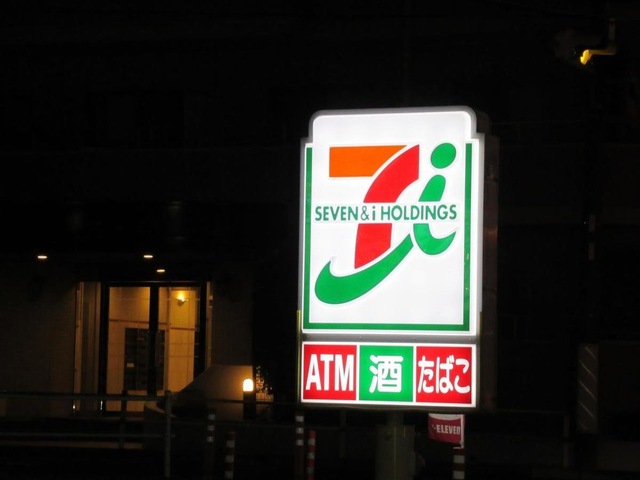 SEVEN & i HOLDINGS
ATM 酒 たばこ
-ELEVEN